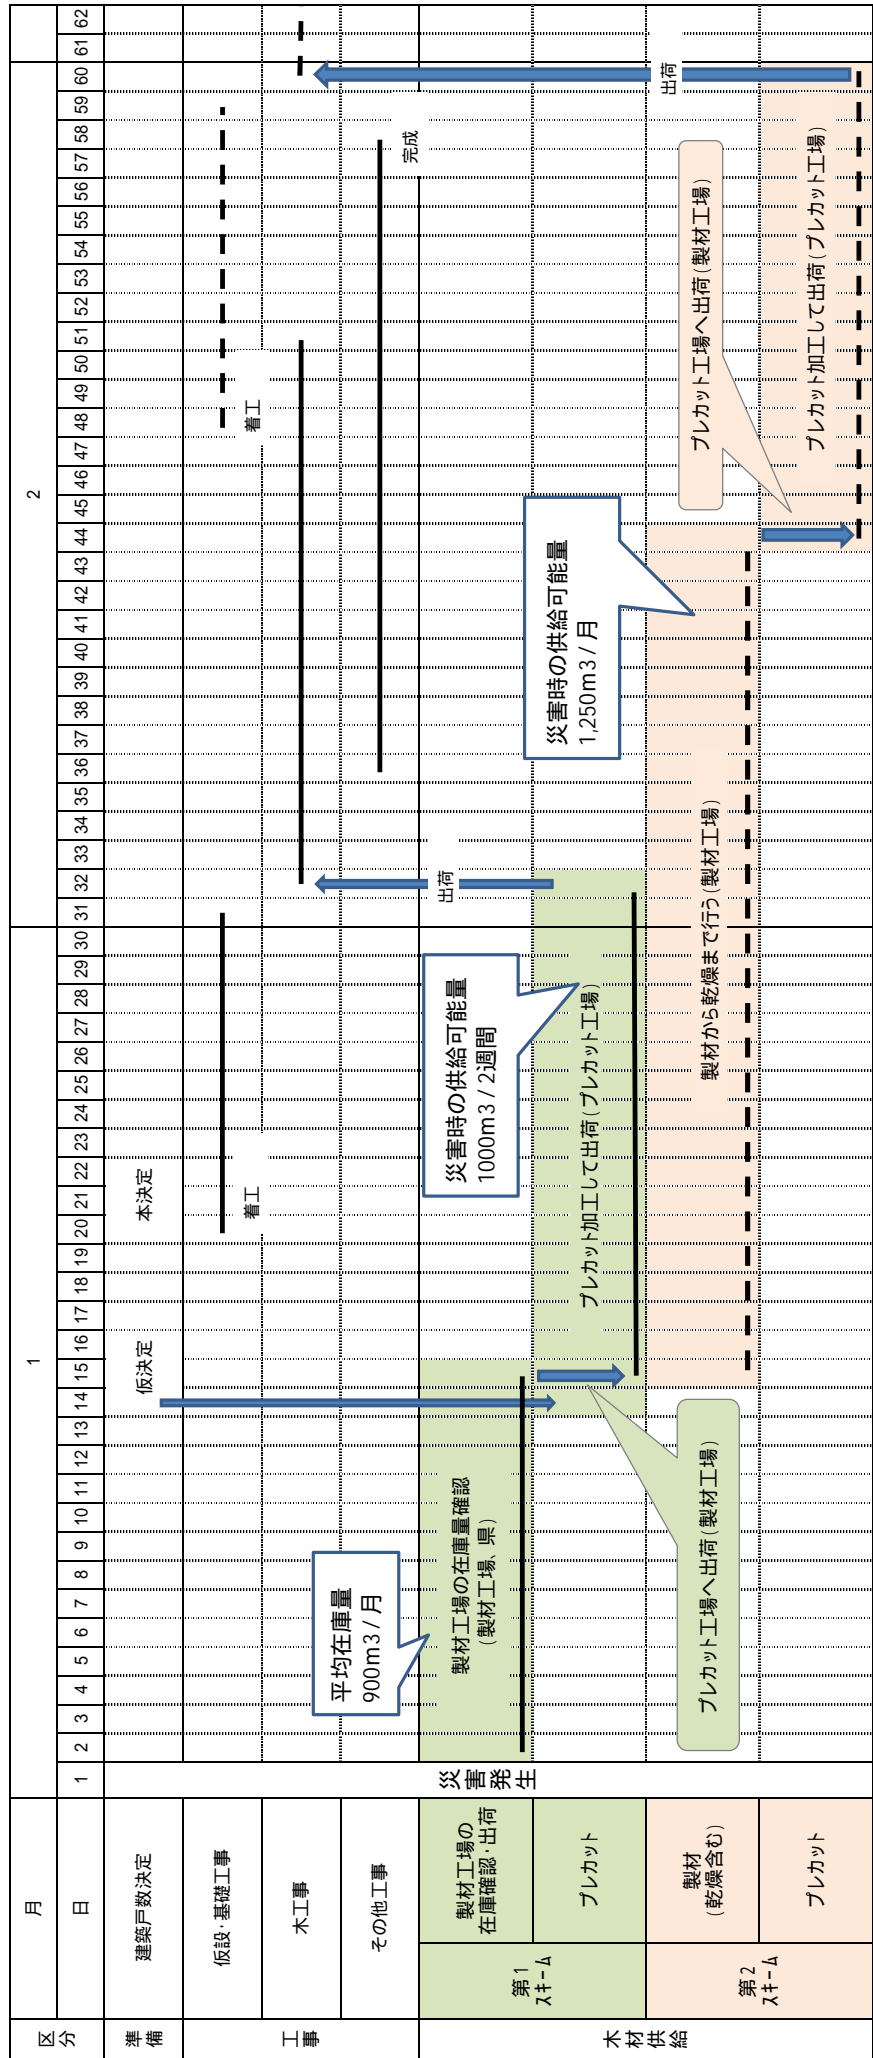 区分
月
1
2
日
1 2 3 4 5 6 7 8 9 10 11 12 13 14 15 16 17 18 19 20 21 22 23 24 25 26 27 28 29 30 31 32 33 34 35 36 37 38 39 40 41 42 43 44 45 46 47 48 49 50 51 52 53 54 55 56 57 58 59 60 61 62
準備
建築戸数決定
仮決定
本決定
工事
仮設・基礎工事
着工
着工
木工事
その他工事
完成
災害発生
平均在庫量
900m3/月
木材供給
第1
スキーム
製材工場の
在庫確認・出荷
製材工場の在庫量確認
(製材工場、県)
災害時の供給可能量
1000m3/2週間
出荷
プレカット
プレカット加工して出荷(プレカット工場)
災害時の供給可能量
1,250m3/月
第2
スキーム
製材
(乾燥含む)
プレカット工場へ出荷(製材工場)
製材から乾燥まで行う(製材工場)
プレカット工場へ出荷(製材工場)
出荷
プレカット
プレカット加工して出荷(プレカット工場)